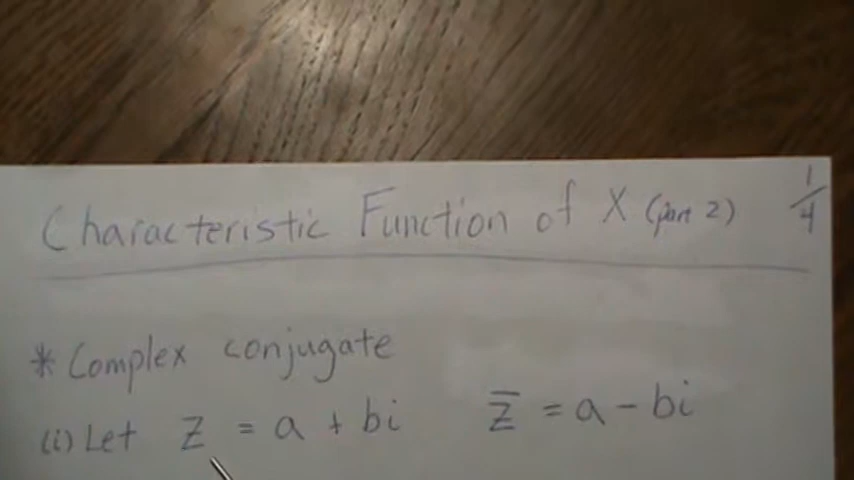 Characteristic Function of X (part 2) 1/4
* Complex conjugate
(i) Let z = a + bi z̅ = a - bi